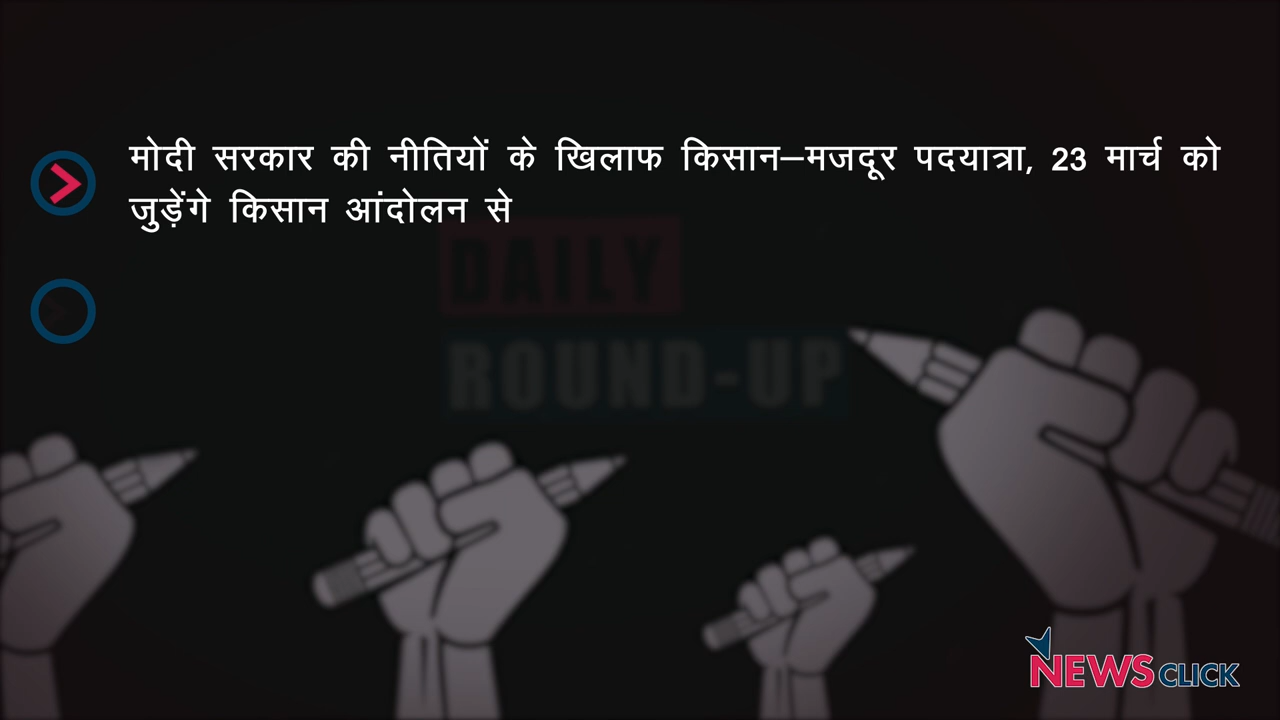 मोदी सरकार की नीतियों के खिलाफ किसान–मजदूर पदयात्रा, 23 मार्च को
जुड़ेंगे किसान आंदोलन से
DAILY
ROUND-UP
NEWSCLICK